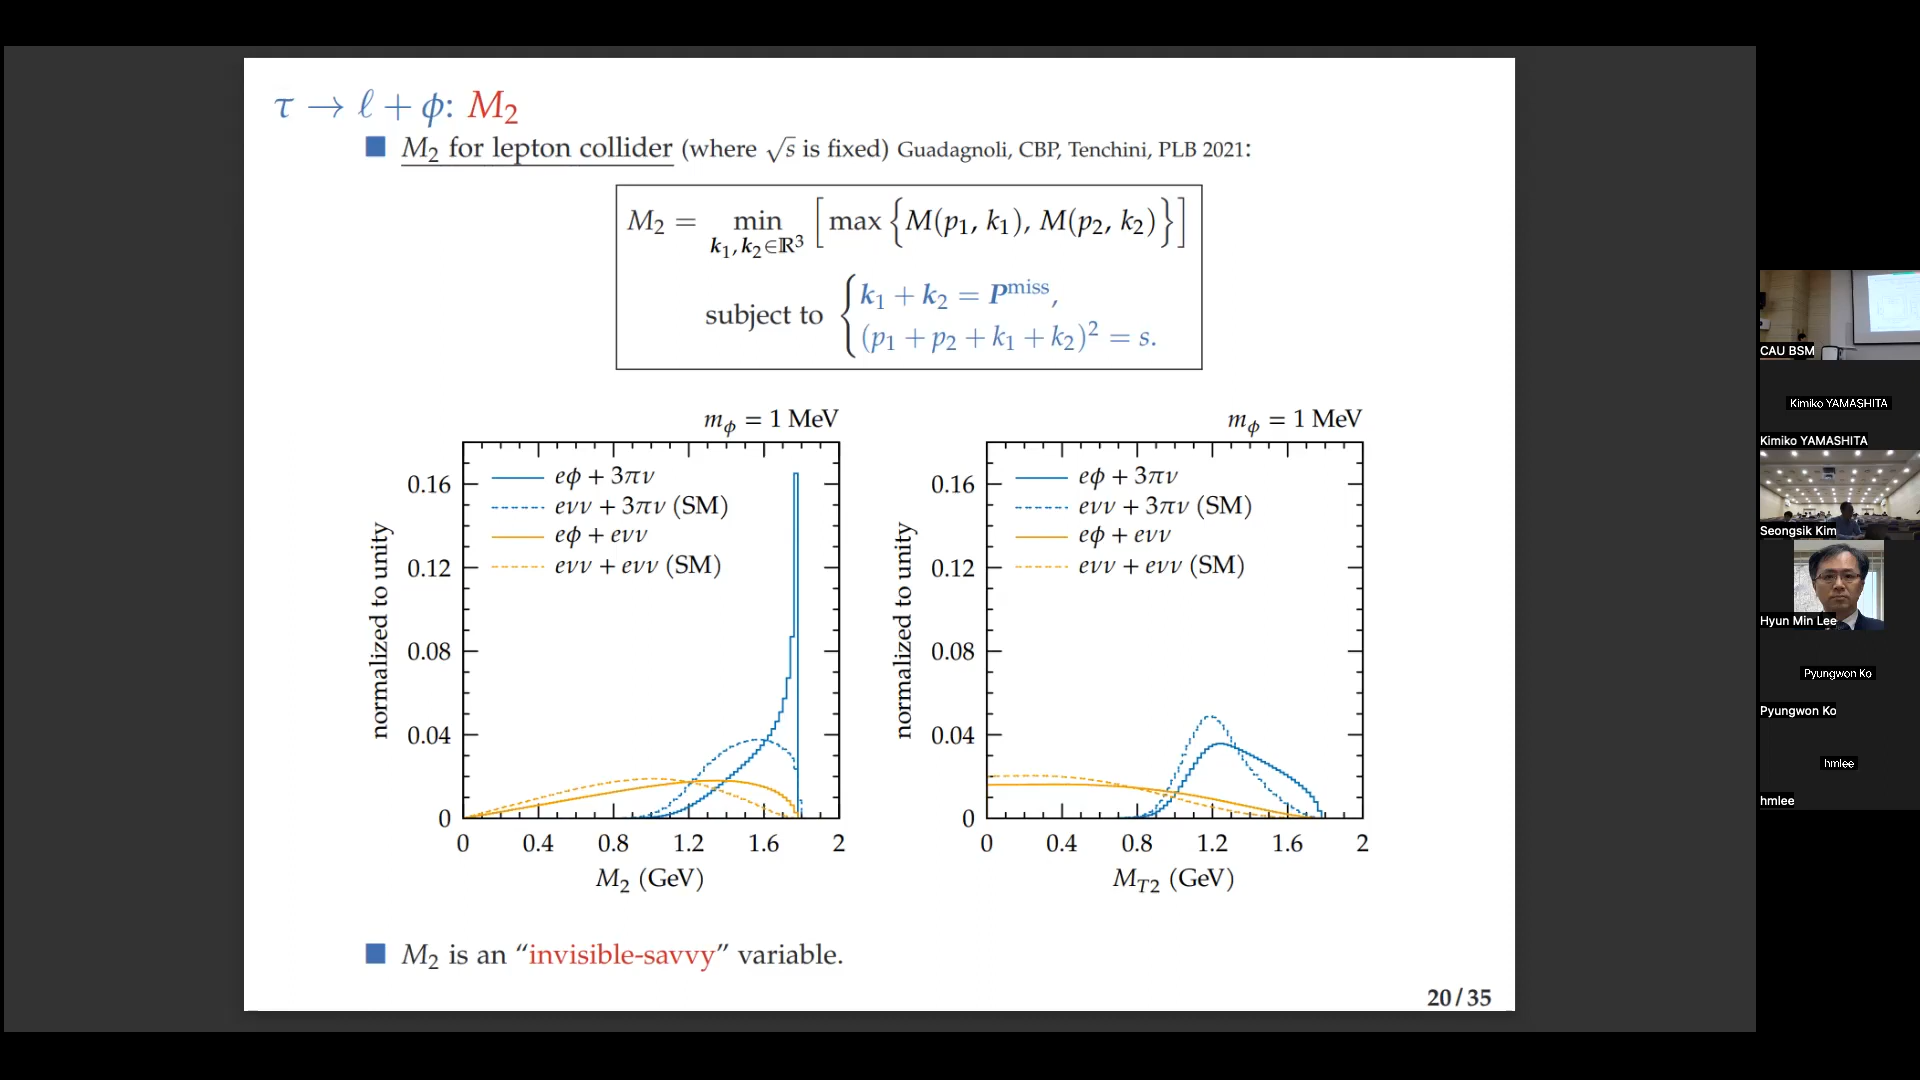 τ → ℓ + ϕ: M₂
M₂ for lepton collider (where √s is fixed) Guadagnoli, CBP, Tenchini, PLB 2021:
M₂ = min [max {M(p₁, k₁), M(p₂, k₂)}]
k₁, k₂∈ℝ³
subject to { k₁ + k₂ = P^miss,
(p₁ + p₂ + k₁ + k₂)² = s.
m_ϕ = 1 MeV
eϕ + 3πν
eνν + 3πν (SM)
eϕ + eνν
eνν + eνν (SM)
normalized to unity
0.16
0.12
0.08
0.04
0
0 0.4 0.8 1.2 1.6 2
M₂ (GeV)
m_ϕ = 1 MeV
eϕ + 3πν
eνν + 3πν (SM)
eϕ + eνν
eνν + eνν (SM)
normalized to unity
0.16
0.12
0.08
0.04
0
0 0.4 0.8 1.2 1.6 2
M_T2 (GeV)
M₂ is an “invisible-savvy” variable.
20 / 35
CAU BSM
Kimiko YAMASHITA
Kimiko YAMASHITA
Seongsik Kim
Hyun Min Lee
Pyungwon Ko
Pyungwon Ko
hmlee
hmlee